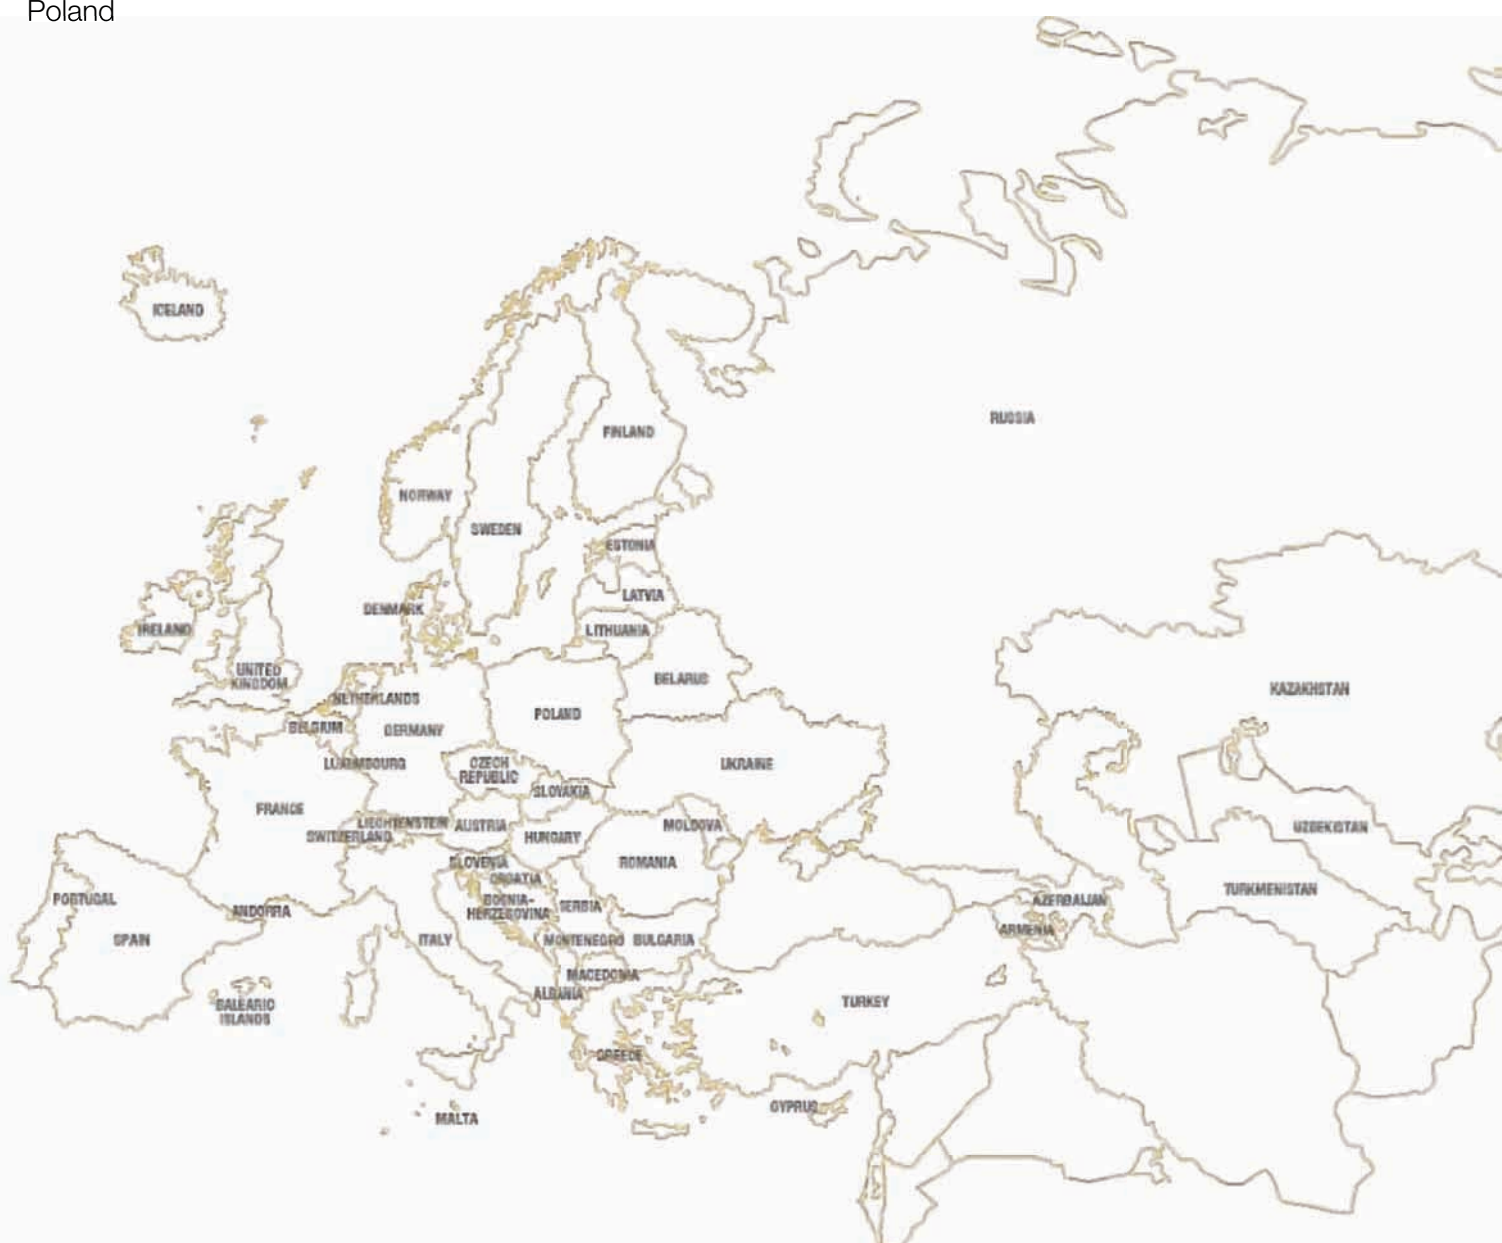 Poland
ICELAND
RUSSIA
FINLAND
NORWAY
SWEDEN
ESTONIA
LATVIA
DENMARK
LITHUANIA
IRELAND
UNITED
KINGDOM
BELARUS
KAZAKHSTAN
NETHERLANDS
POLAND
BELGIUM
GERMANY
LUXEMBOURG
CZECH
REPUBLIC
UKRAINE
SLOVAKIA
FRANCE
LIECHTENSTEIN
SWITZERLAND
AUSTRIA
MOLDOVA
UZBEKISTAN
HUNGARY
SLOVENIA
ROMANIA
CROATIA
TURKMENISTAN
PORTUGAL
BOSNIA-
HERZEGOVINA
SERBIA
AZERBAIJAN
ANDORRA
ARMENIA
SPAIN
ITALY
MONTENEGRO
BULGARIA
MACEDONIA
ALBANIA
BALEARIC
ISLANDS
TURKEY
GREECE
CYPRUS
MALTA